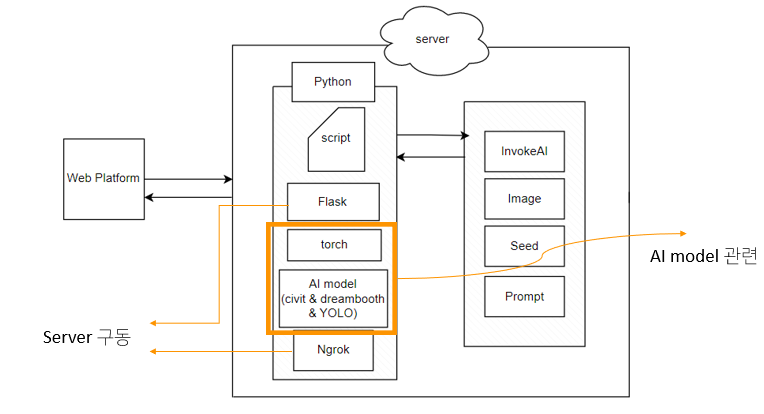 server
Python
script
Web Platform
Flask
torch
AI model
(civit & dreambooth
& YOLO)
Ngrok
InvokeAI
Image
Seed
Prompt
AI model 관련
Server 구동